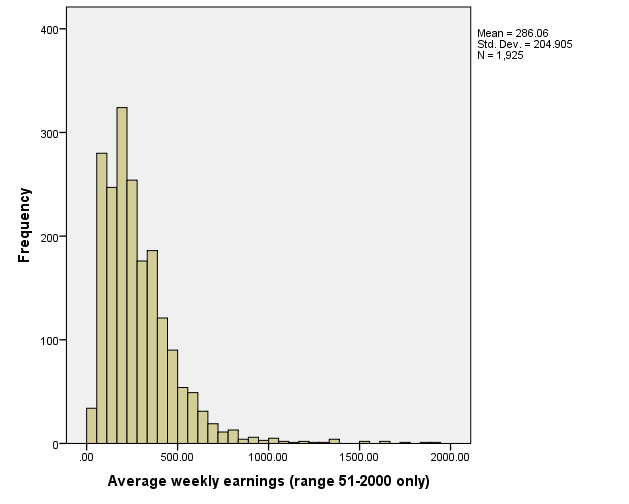 Mean = 286.06
Std. Dev. = 204.905
N = 1,925
400
300
200
100
0
Frequency
.00 500.00 1000.00 1500.00 2000.00
Average weekly earnings (range 51-2000 only)